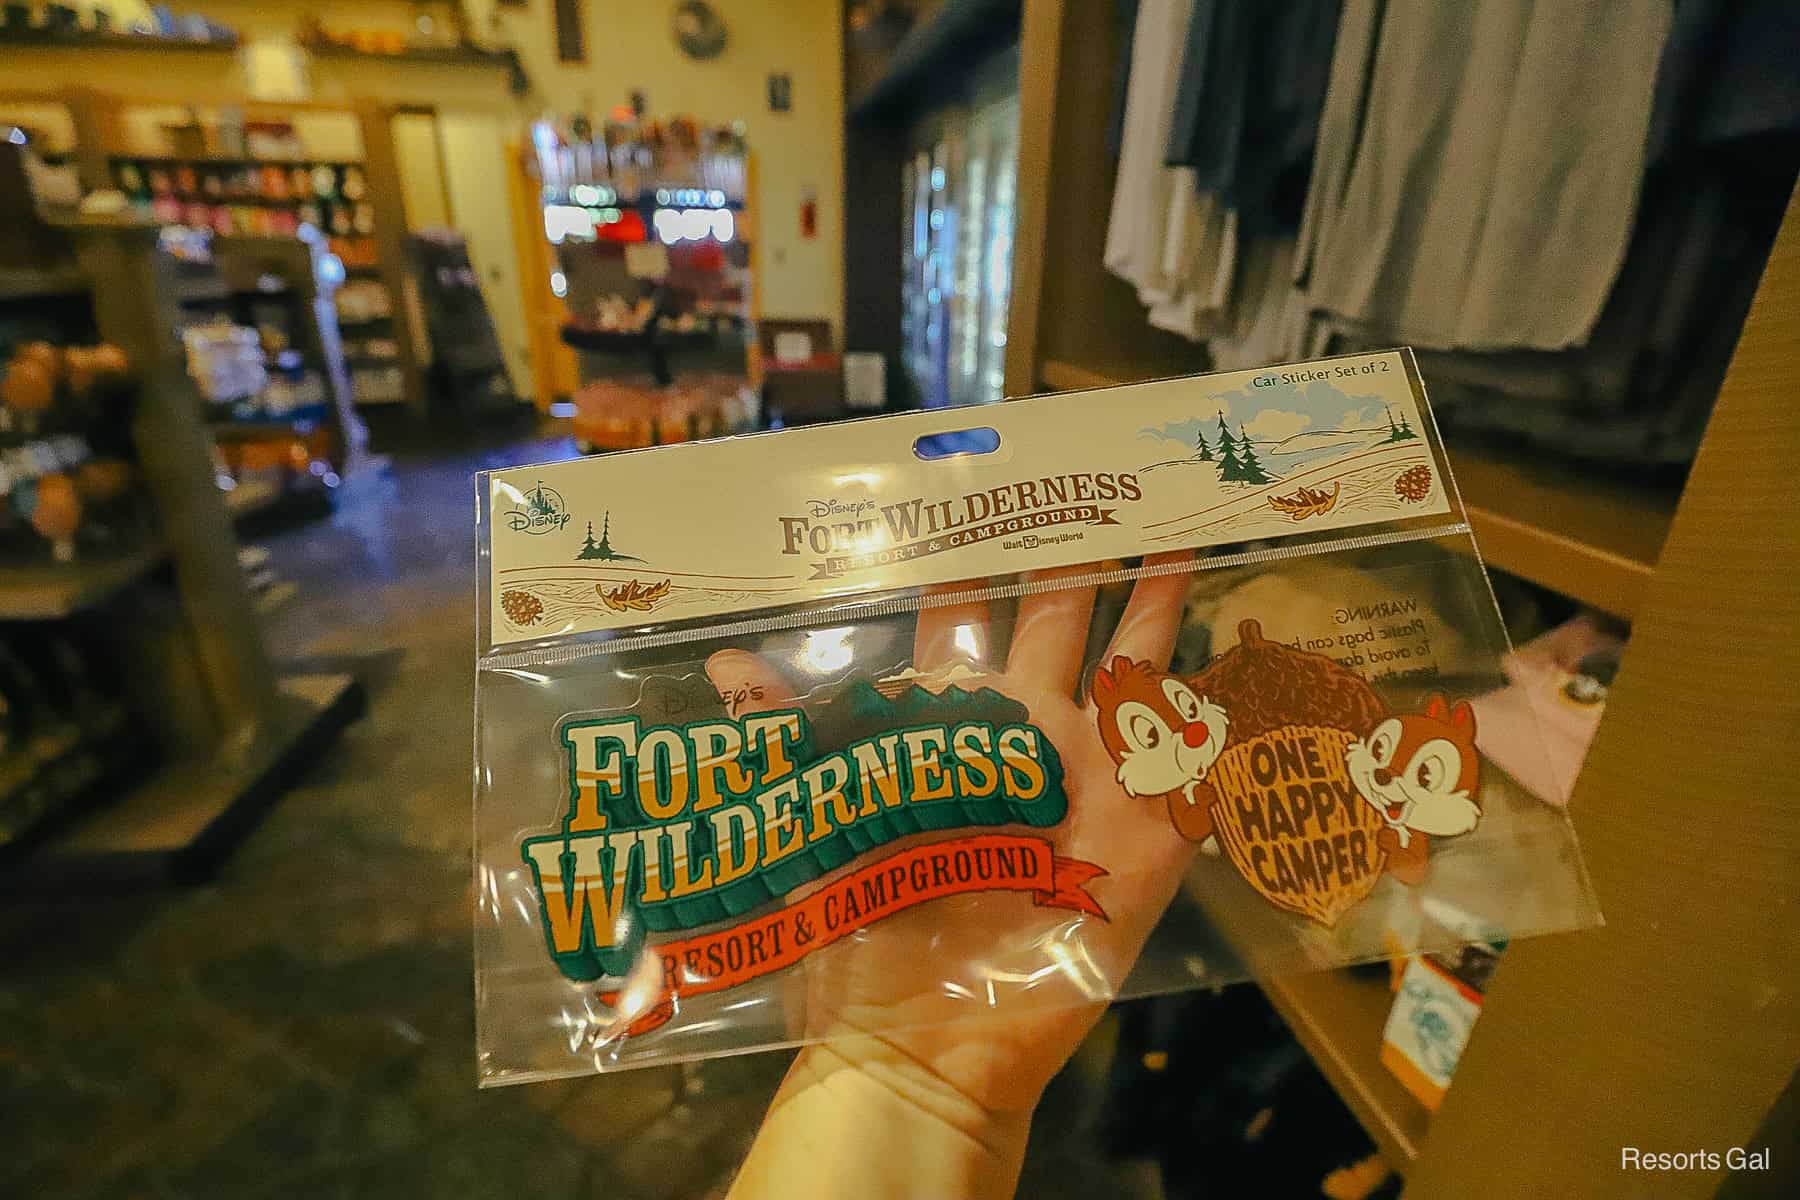 Car Sticker Set of 2
Disney
Disney's
FORT WILDERNESS
RESORT & CAMPGROUND
Walt Disney World
WARNING:
Plastic bags can be
To avoid
Disney's
FORT
WILDERNESS
RESORT & CAMPGROUND
ONE
HAPPY
CAMPER
Resorts Gal